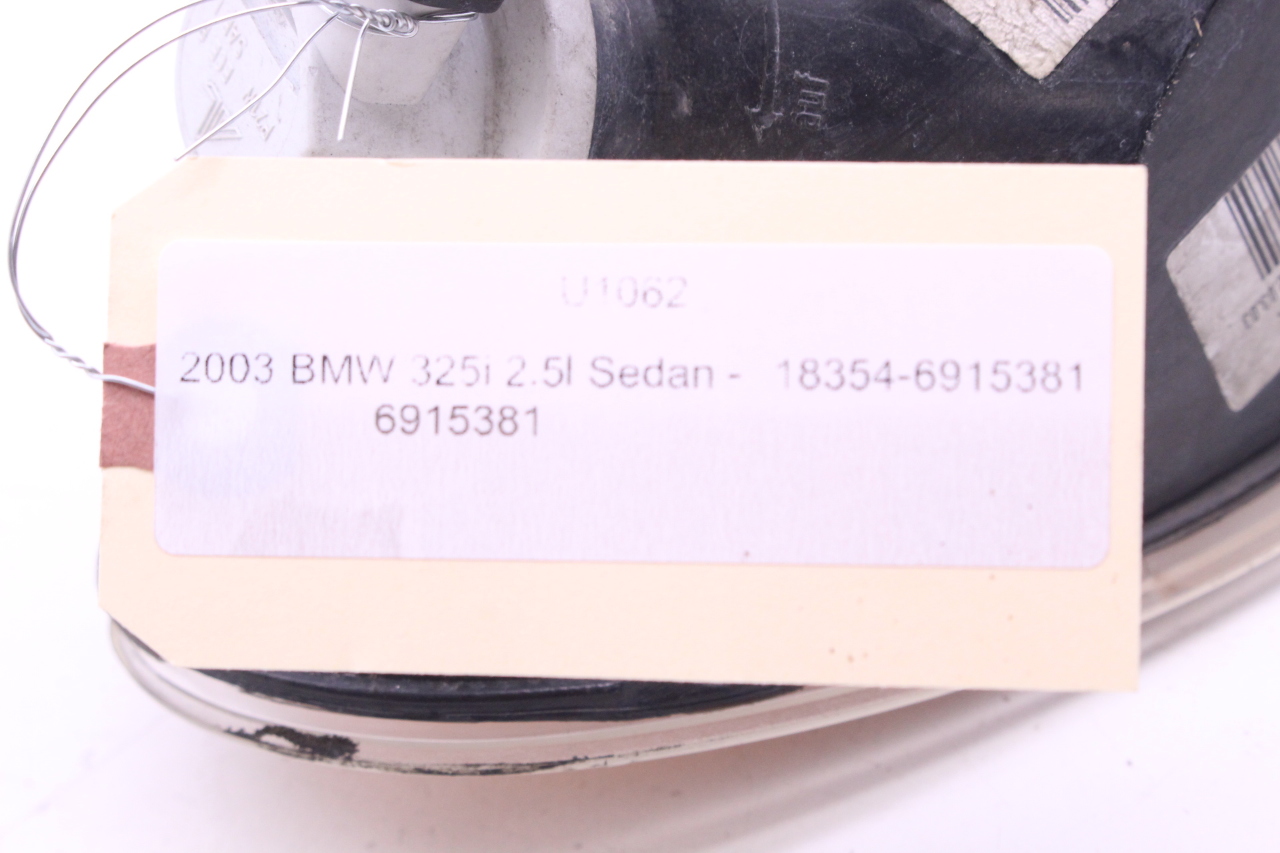 U1062
2003 BMW 325i 2.5l Sedan - 18354-6915381
6915381